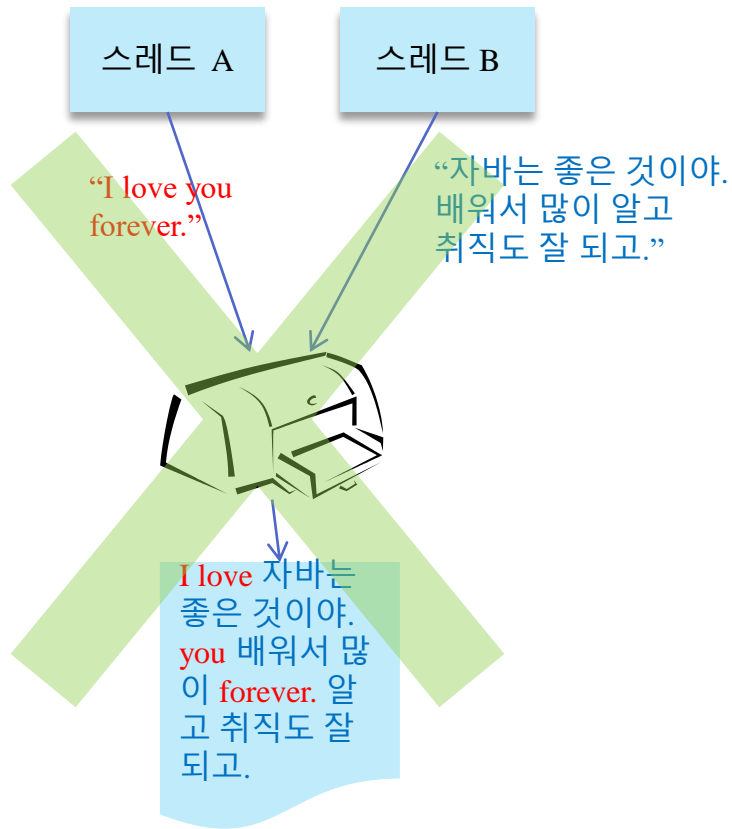 스레드 A
스레드 B
“I love you
forever.”
“자바는 좋은 것이야.
배워서 많이 알고
취직도 잘 되고.”
I love 자바는
좋은 것이야.
you 배워서 많
이 forever. 알
고 취직도 잘
되고.